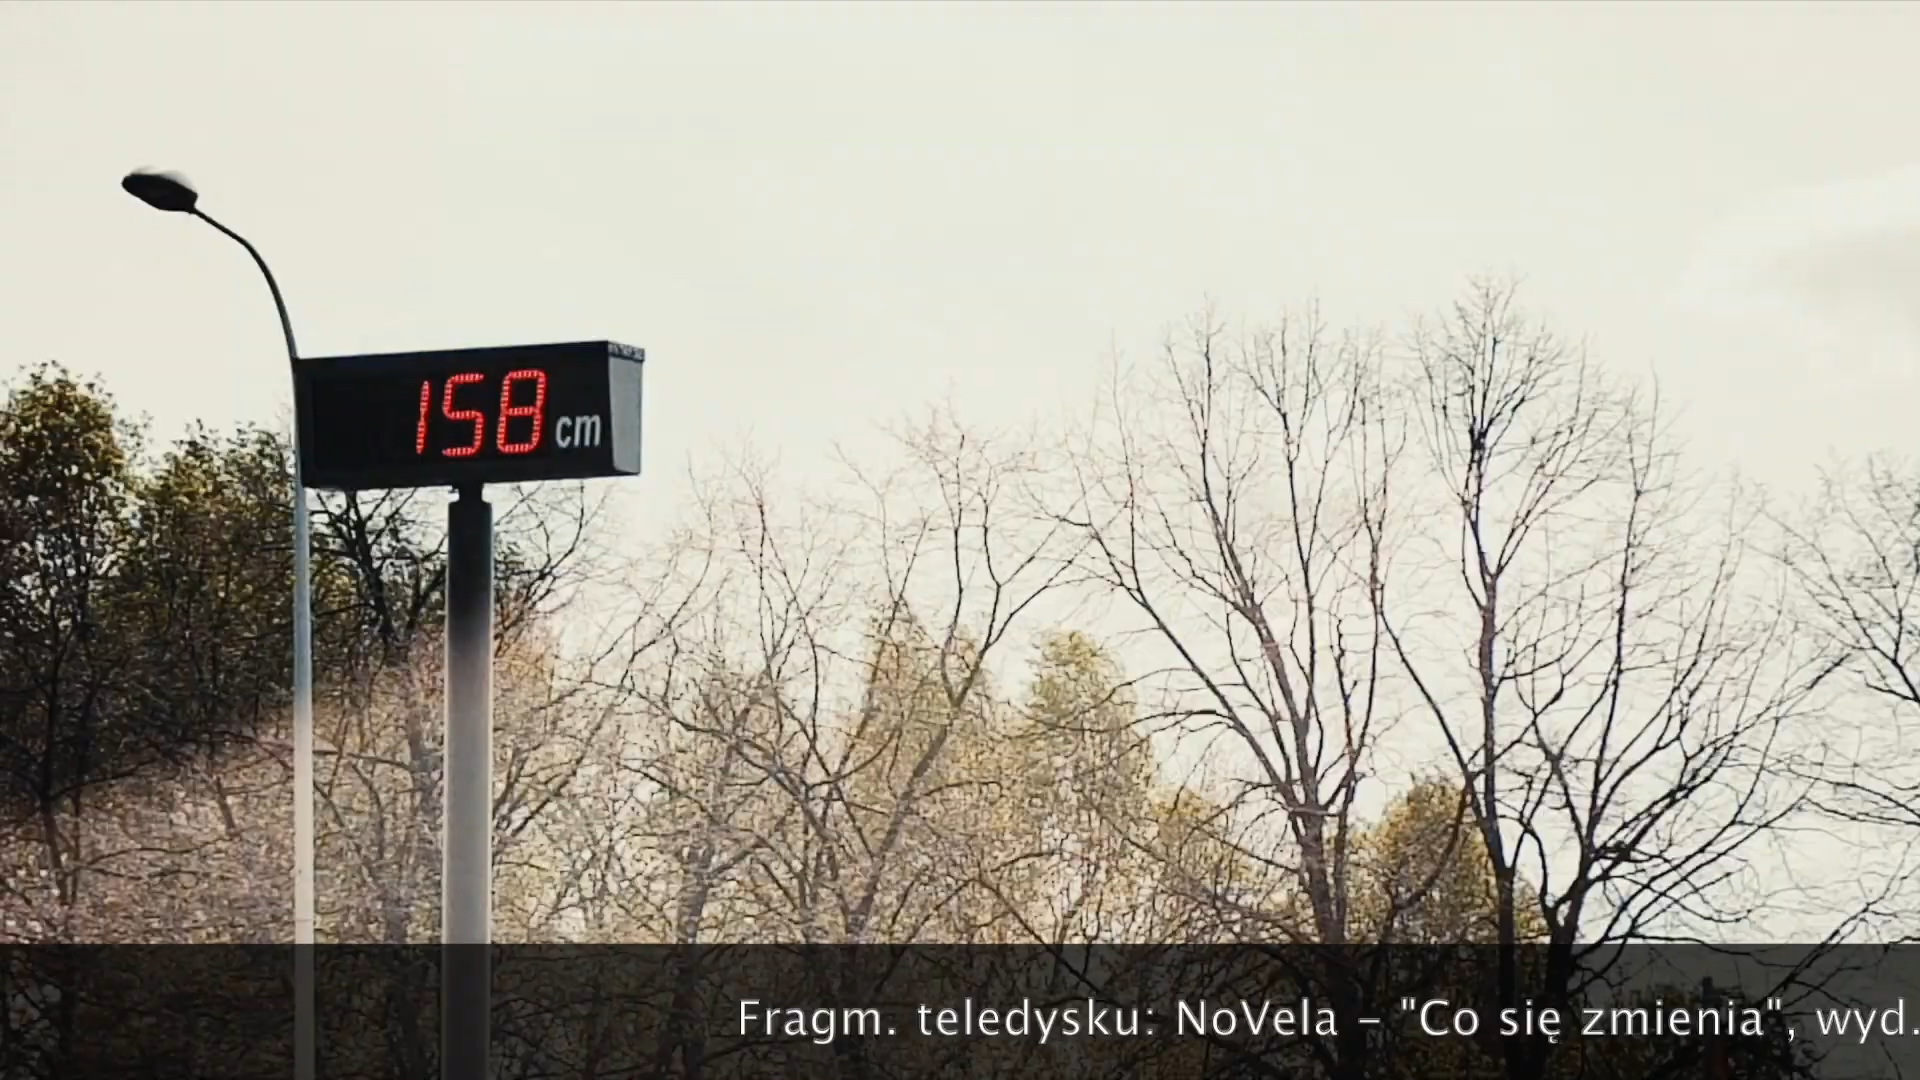 158 cm
Fragm. teledysku: NoVela – "Co się zmienia", wyd.